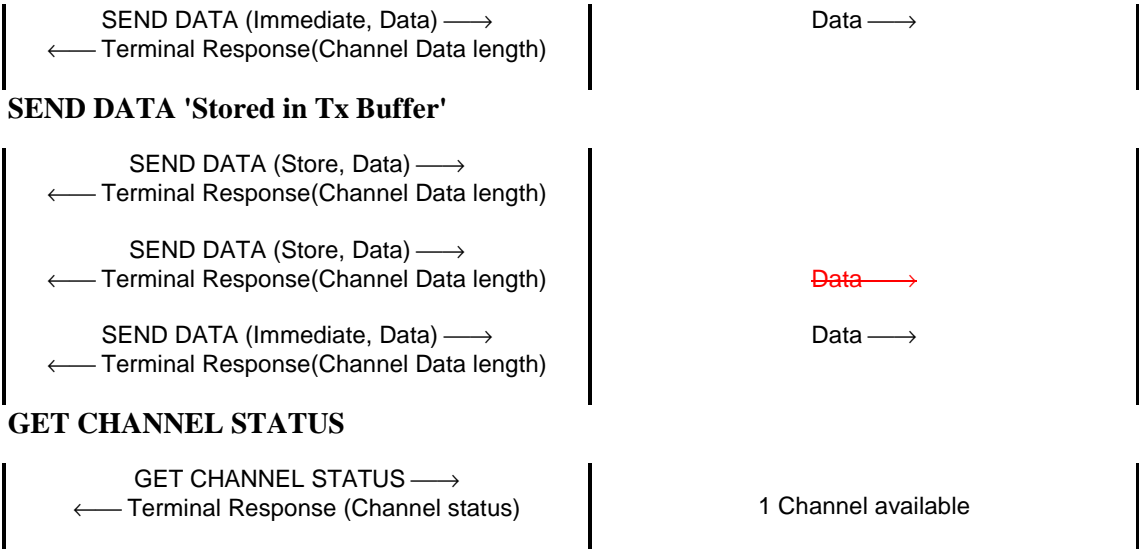 SEND DATA (Immediate, Data) ⟶ Data ⟶
⟵ Terminal Response(Channel Data length)
SEND DATA 'Stored in Tx Buffer'
SEND DATA (Store, Data) ⟶
⟵ Terminal Response(Channel Data length)
SEND DATA (Store, Data) ⟶
⟵ Terminal Response(Channel Data length) Data ⟶
SEND DATA (Immediate, Data) ⟶ Data ⟶
⟵ Terminal Response(Channel Data length)
GET CHANNEL STATUS
GET CHANNEL STATUS ⟶
⟵ Terminal Response (Channel status) 1 Channel available